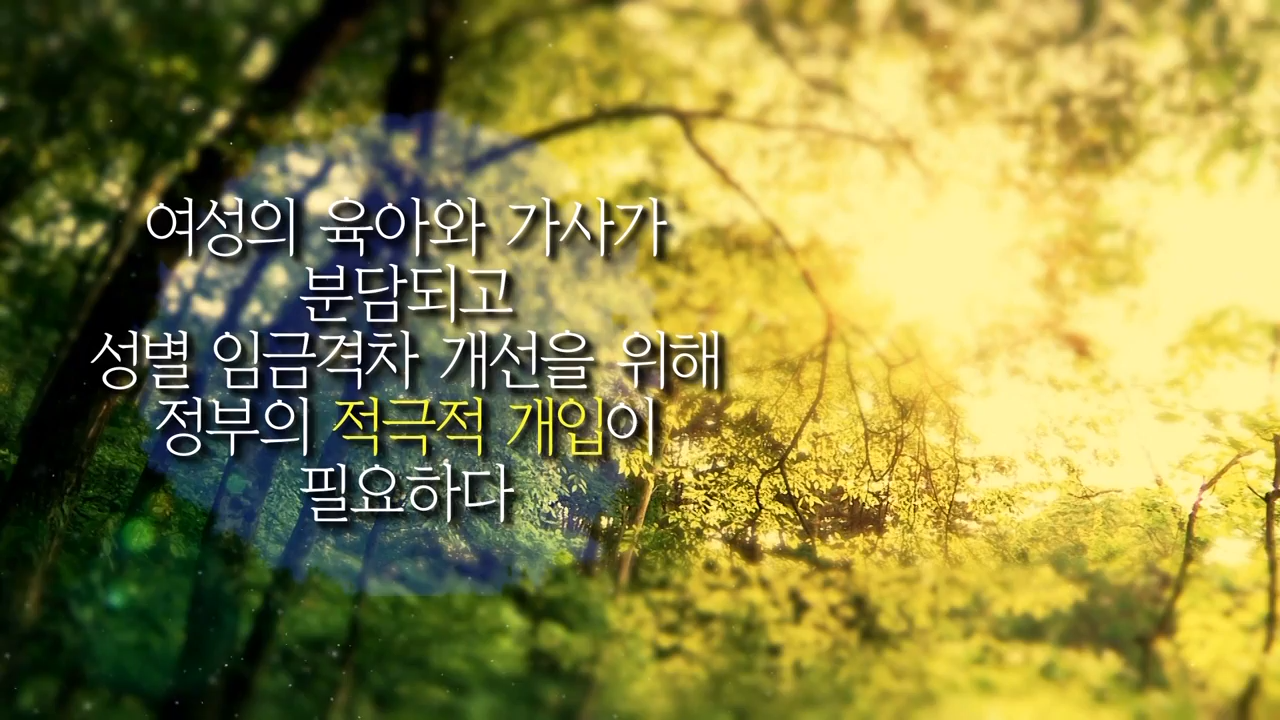 여성의 육아와 가사가
분담되고
성별 임금격차 개선을 위해
정부의 적극적 개입이
필요하다